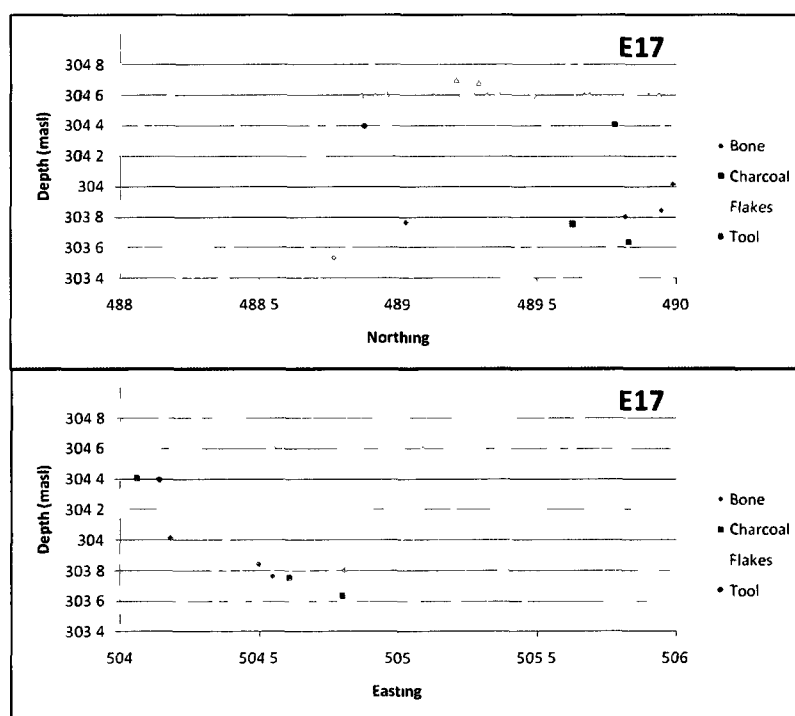 E17
304 8
304 6
304 4
304 2
304
303 8
303 6
303 4
Depth (masl)
488
488 5
489
489 5
490
Northing
Bone
Charcoal
Flakes
Tool
E17
304 8
304 6
304 4
304 2
304
303 8
303 6
303 4
Depth (masl)
504
504 5
505
505 5
506
Easting
Bone
Charcoal
Flakes
Tool